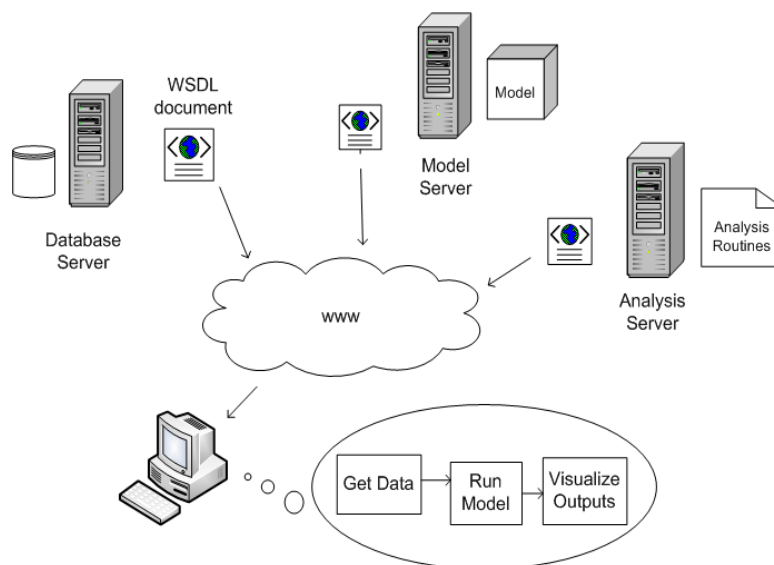 WSDL
document
Model
Model
Server
Database
Server
Analysis
Routines
Analysis
Server
www
Get Data
Run
Model
Visualize
Outputs